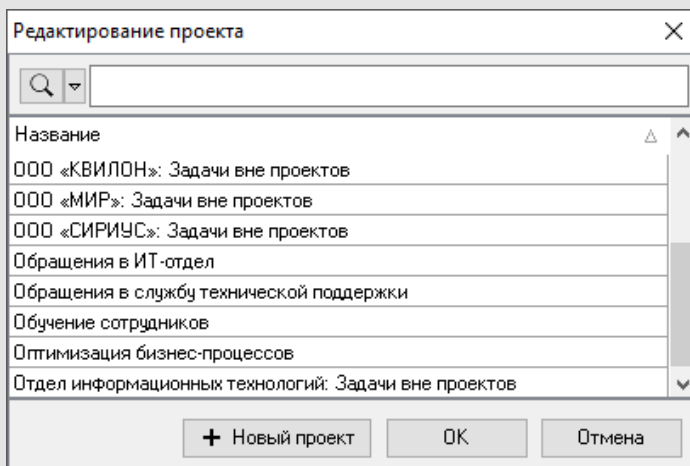 Редактирование проекта
Название
ООО «КВИЛОН»: Задачи вне проектов
ООО «МИР»: Задачи вне проектов
ООО «СИРИУС»: Задачи вне проектов
Обращения в ИТ-отдел
Обращения в службу технической поддержки
Обучение сотрудников
Оптимизация бизнес-процессов
Отдел информационных технологий: Задачи вне проектов
+ Новый проект ОК Отмена